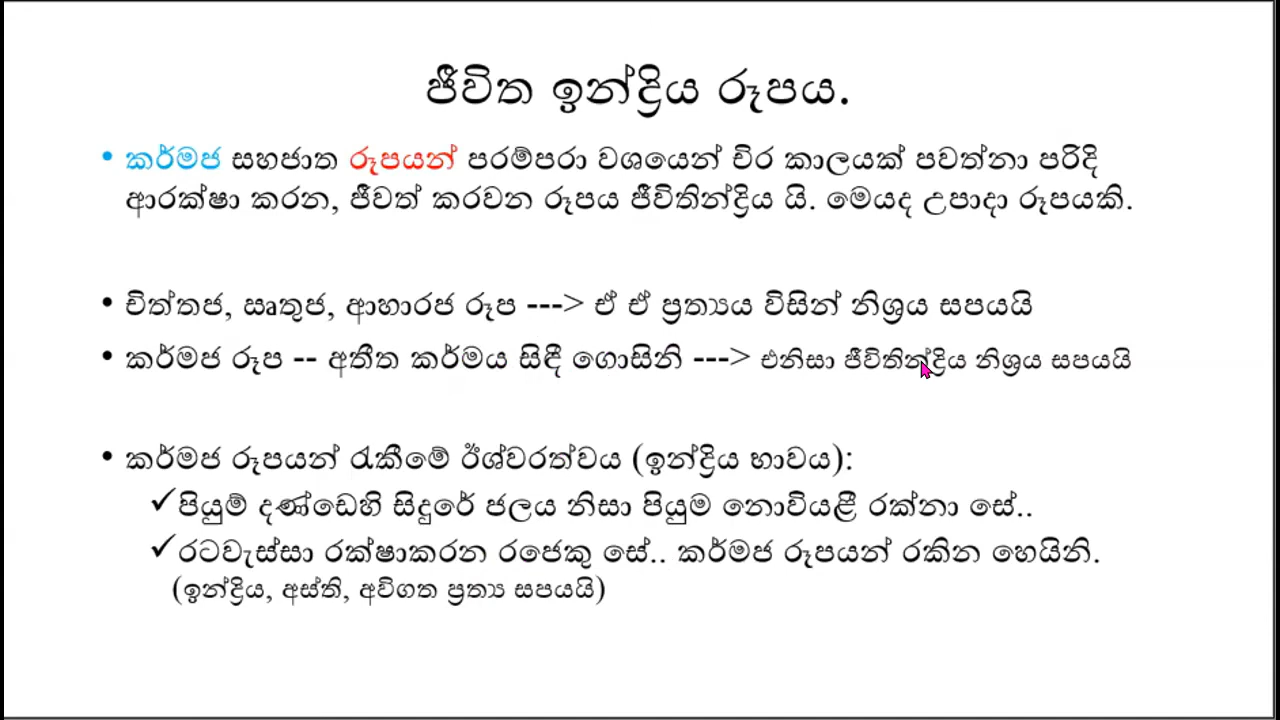 ජීවිත ඉන්ද්‍රිය රූපය.
• කර්මජ සහජාත රූපයන් පරම්පරා වශයෙන් චිර කාලයක් පවත්නා පරිදි
ආරක්ෂා කරන, ජීවත් කරවන රූපය ජීවිතින්ද්‍රිය යි. මෙයද උපාදා රූපයකි.
• චිත්තජ, ඍතුජ, ආහාරජ රූප ---> ඒ ඒ ප්‍රත්‍යය විසින් නිශ්‍රය සපයයි
• කර්මජ රූප -- අතීත කර්මය සිඳී ගොසිනි ---> එනිසා ජීවිතින්ද්‍රිය නිශ්‍රය සපයයි
• කර්මජ රූපයන් රැකීමේ ඊශ්වරත්වය (ඉන්ද්‍රිය භාවය):
✓පියුම් දණ්ඩෙහි සිදුරේ ජලය නිසා පියුම නොවියළී රක්නා සේ..
✓රටවැස්සා රක්ෂාකරන රජෙකු සේ.. කර්මජ රූපයන් රකින හෙයිනි.
(ඉන්ද්‍රිය, අස්ති, අවිගත ප්‍රත්‍ය සපයයි)